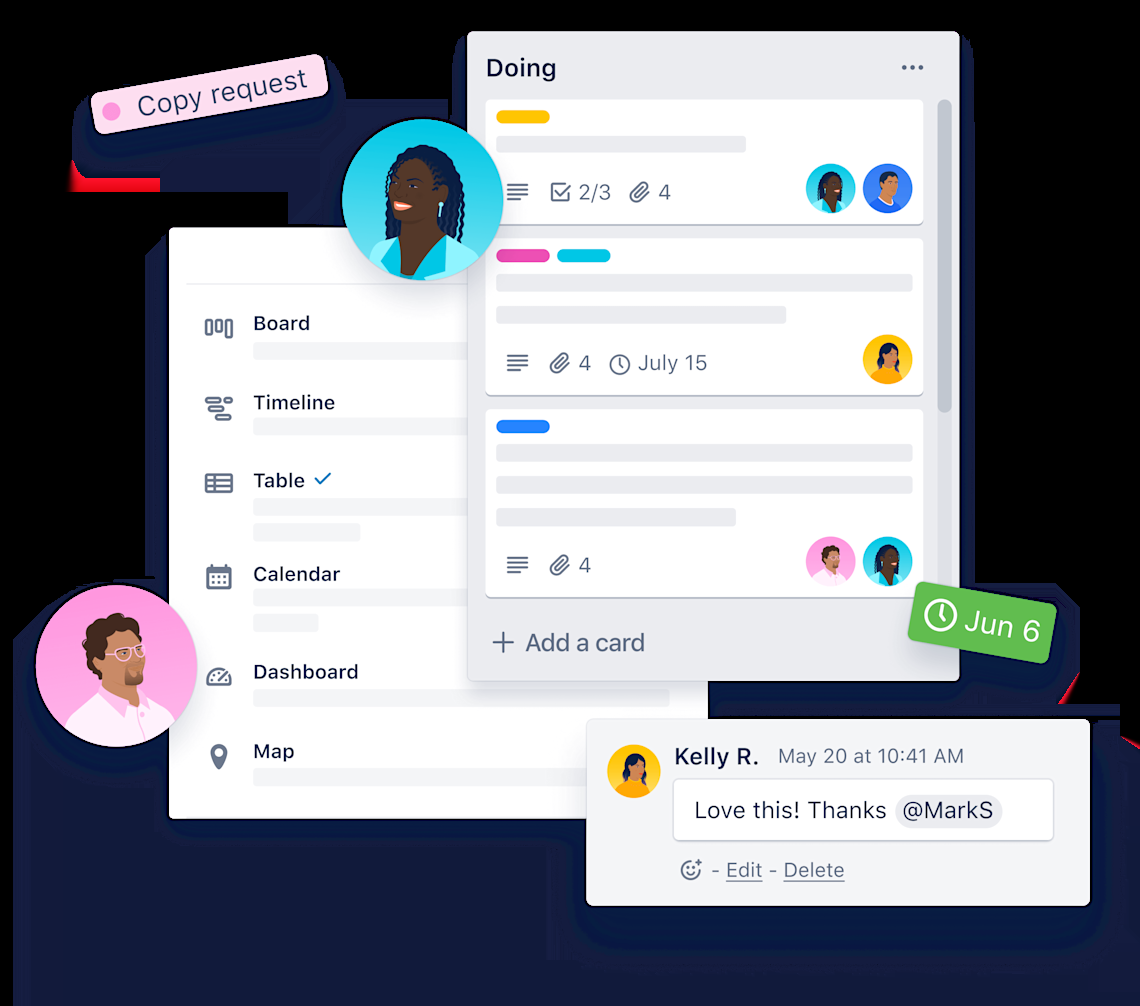 Copy request
Doing
2/3 4
4 July 15
4
Add a card
Jun 6
Board
Timeline
Table
Calendar
Dashboard
Map
Kelly R. May 20 at 10:41 AM
Love this! Thanks @MarkS
- Edit - Delete